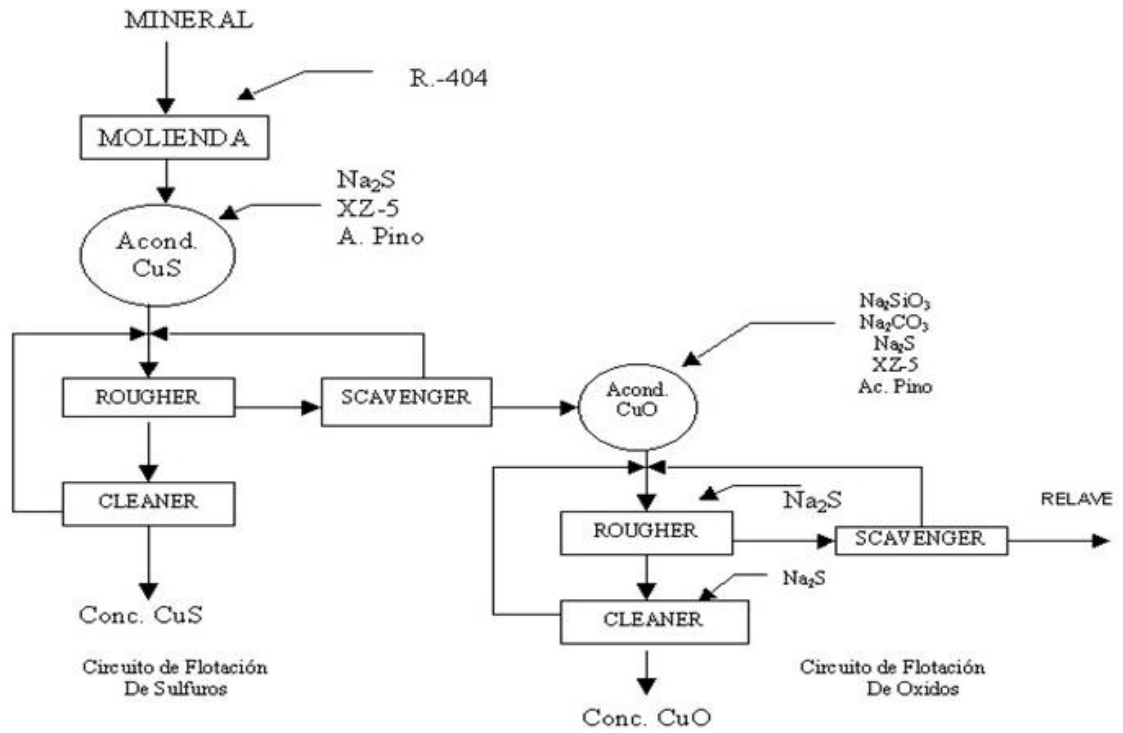 MINERAL
R.-404
MOLIENDA
Na₂S
XZ-5
A. Pino
Acond.
CuS
ROUGHER
SCAVENGER
CLEANER
Conc. CuS
Circuito de Flotación
De Sulfuros
Na₂SiO₃
Na₂CO₃
Na₂S
XZ-5
Ac. Pino
Acond.
CuO
Na₂S
ROUGHER
SCAVENGER
RELAVE
Na₂S
CLEANER
Conc. CuO
Circuito de Flotación
De Oxidos